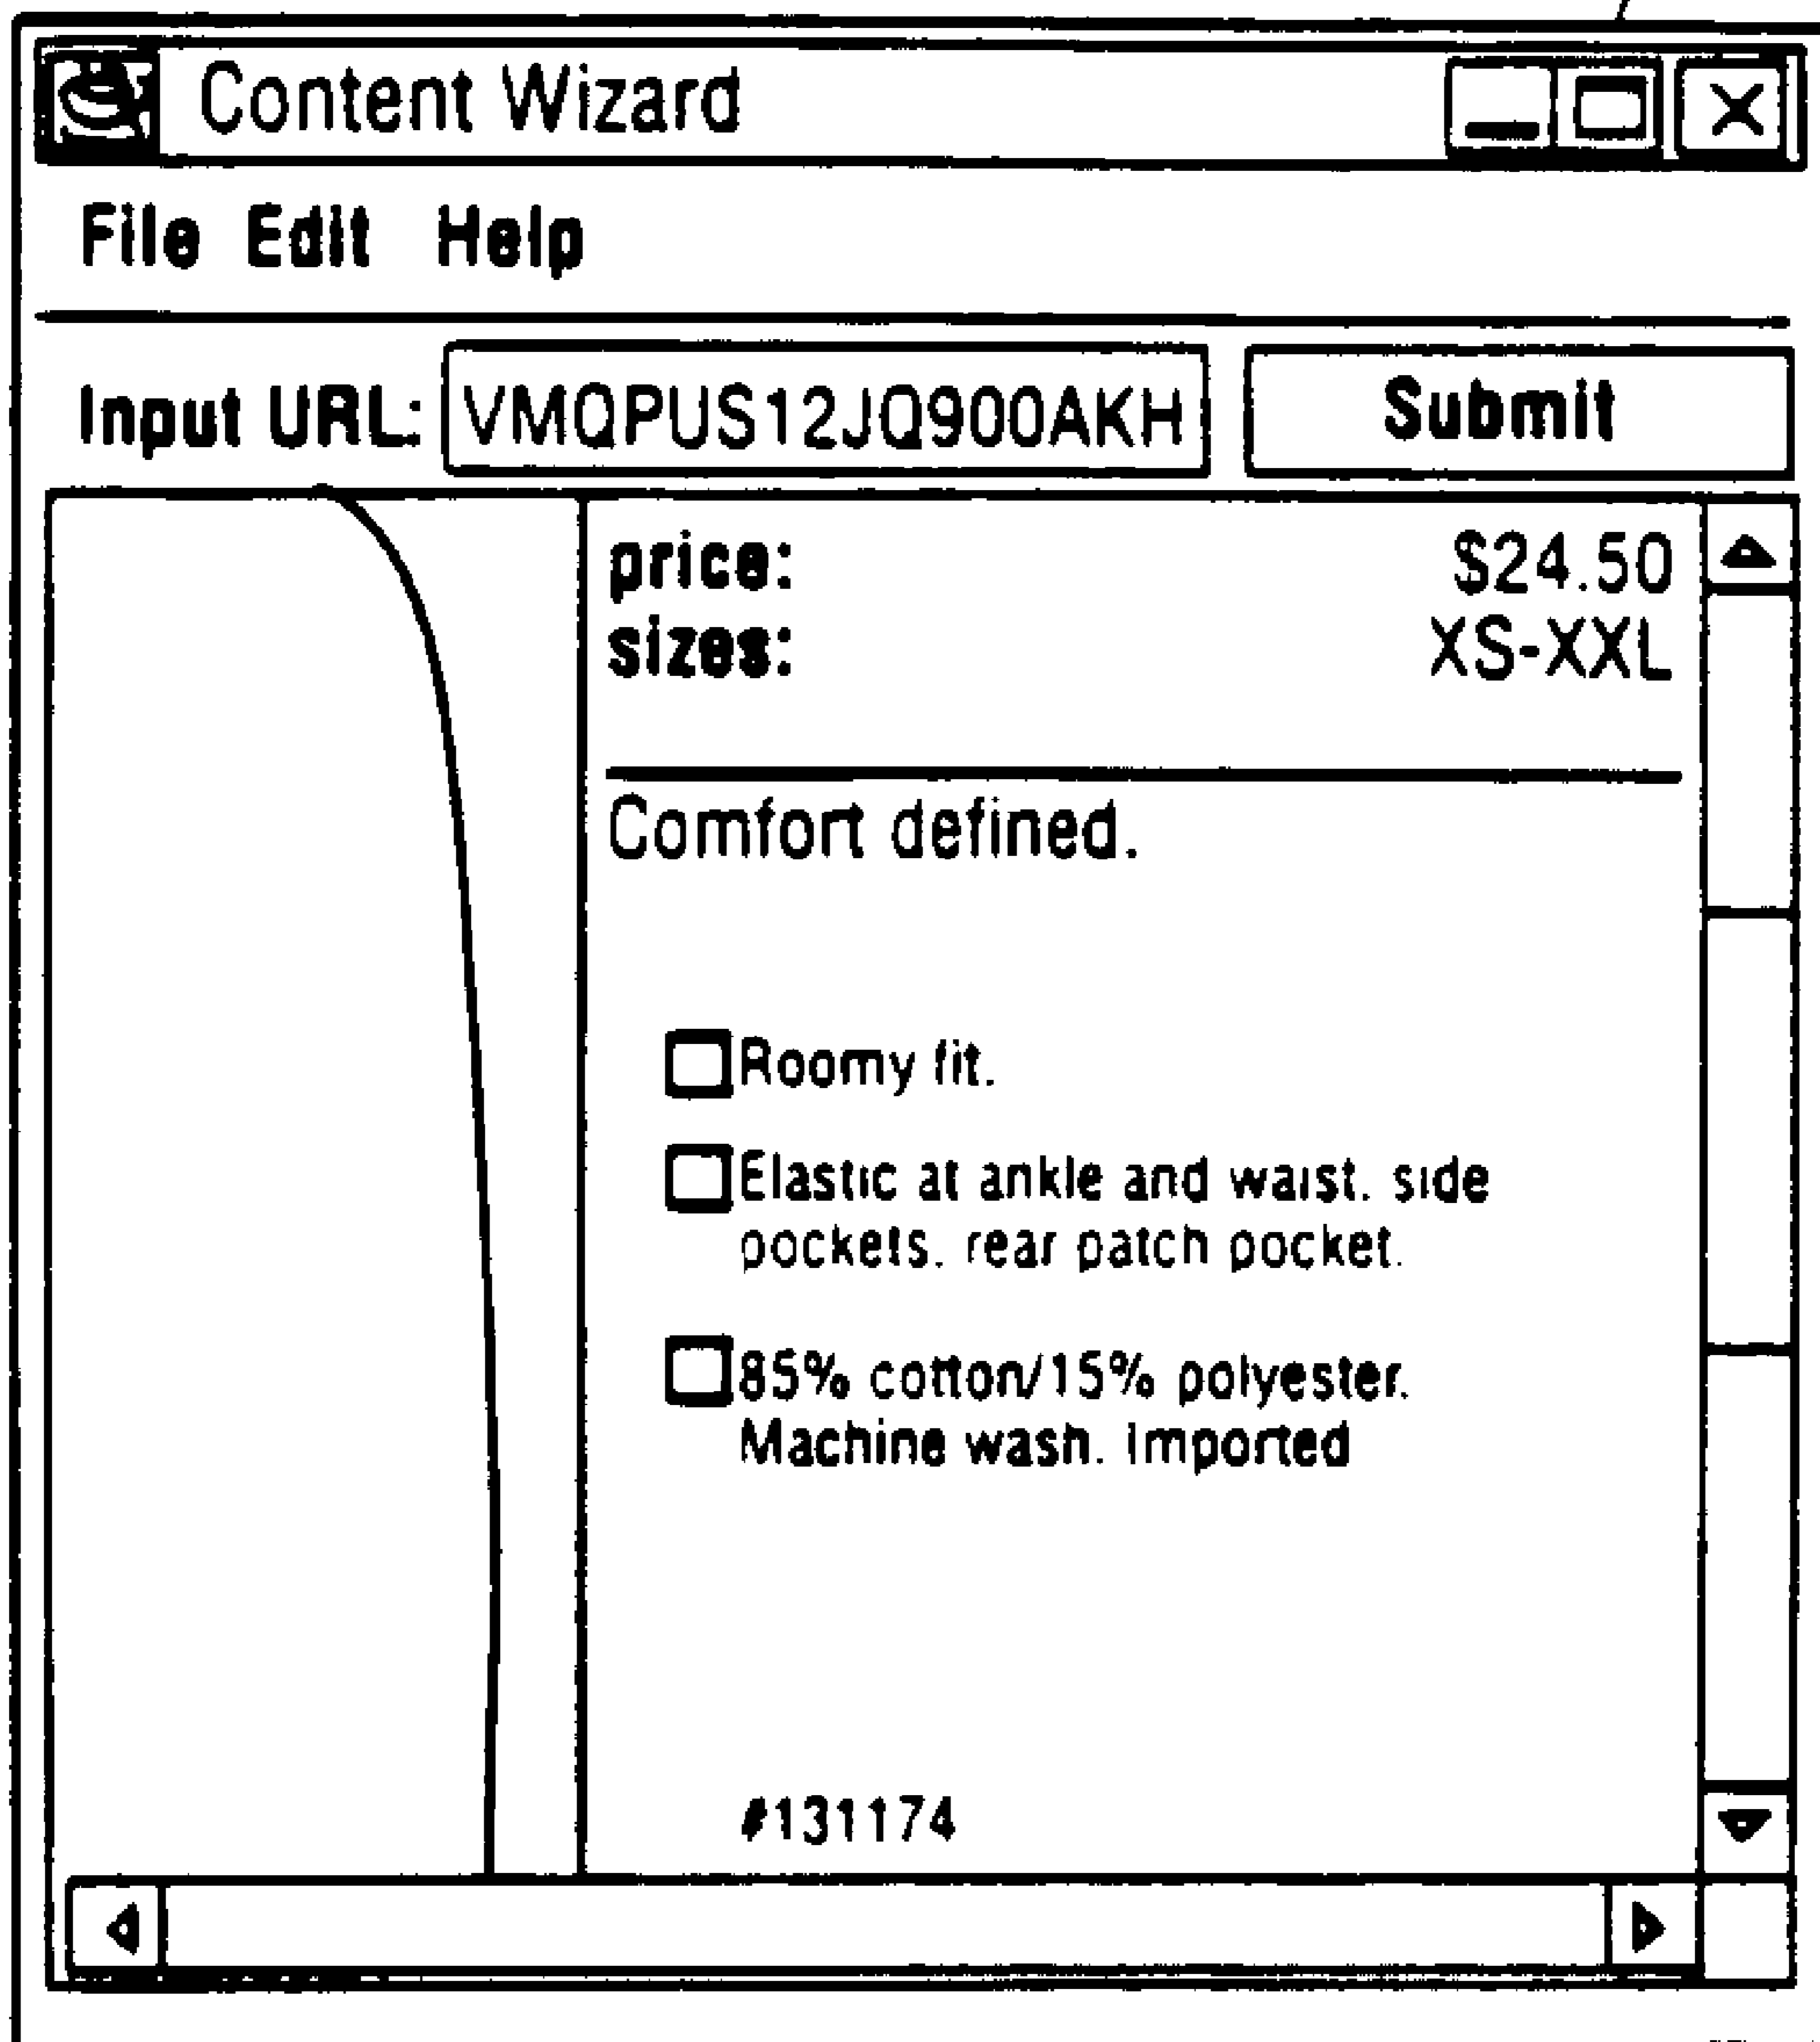 Content Wizard
File Edit Help
Input URL: VMQPUS12JQ900AKH Submit
price: $24.50
sizes: XS-XXL
Comfort defined.
Roomy fit.
Elastic at ankle and waist. side
pockets. rear patch pocket.
85% cotton/15% polyester.
Machine wash. Imported
#131174